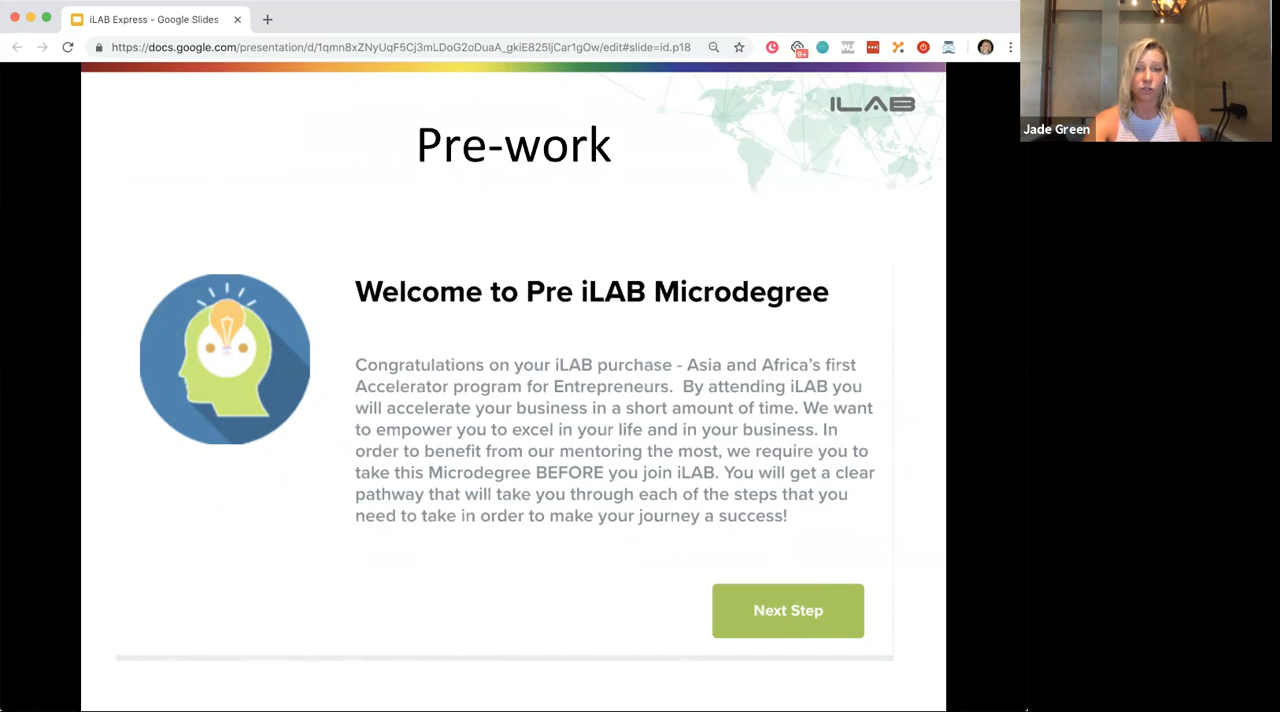 iLAB Express - Google Slides
https://docs.google.com/presentation/d/1qmn8xZNyUqF5Cj3mLDoG2oDuaA_gkiE825IjCar1gOw/edit#slide=id.p18
9+
Jade Green
iLAB
Pre-work
Welcome to Pre iLAB Microdegree
Congratulations on your iLAB purchase - Asia and Africa's first
Accelerator program for Entrepreneurs. By attending iLAB you
will accelerate your business in a short amount of time. We want
to empower you to excel in your life and in your business. In
order to benefit from our mentoring the most, we require you to
take this Microdegree BEFORE you join iLAB. You will get a clear
pathway that will take you through each of the steps that you
need to take in order to make your journey a success!
Next Step